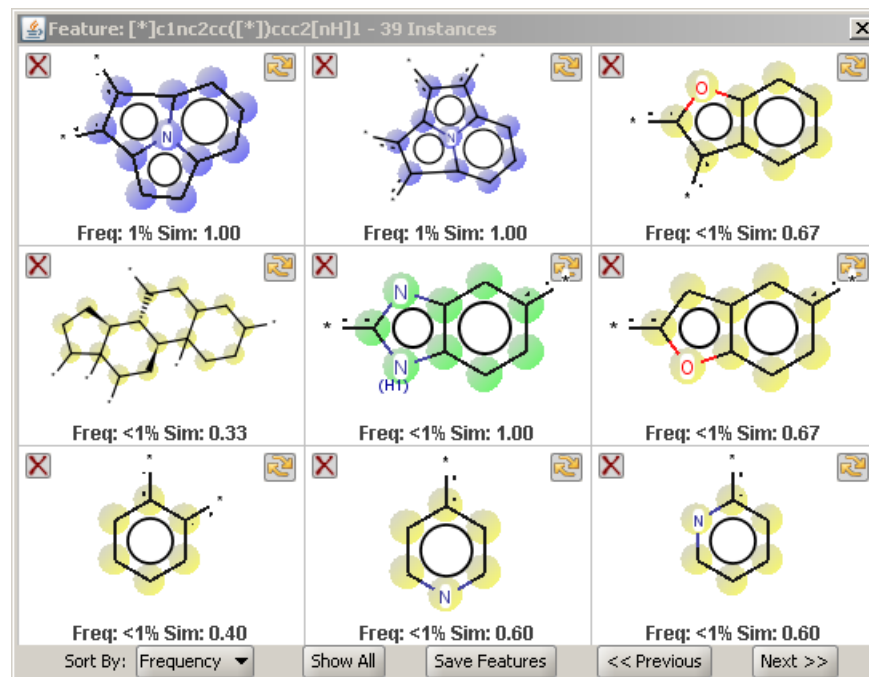 Feature: [*]c1nc2cc([*])ccc2[nH]1 - 39 Instances
N
Freq: 1% Sim: 1.00
N
Freq: 1% Sim: 1.00
O
*
*
Freq: <1% Sim: 0.67
Freq: <1% Sim: 0.33
N
*
*
N
(H1)
Freq: <1% Sim: 1.00
*
*
O
Freq: <1% Sim: 0.67
*
*
Freq: <1% Sim: 0.40
*
N
Freq: <1% Sim: 0.60
*
N
Freq: <1% Sim: 0.60
Sort By: Frequency Show All Save Features << Previous Next >>